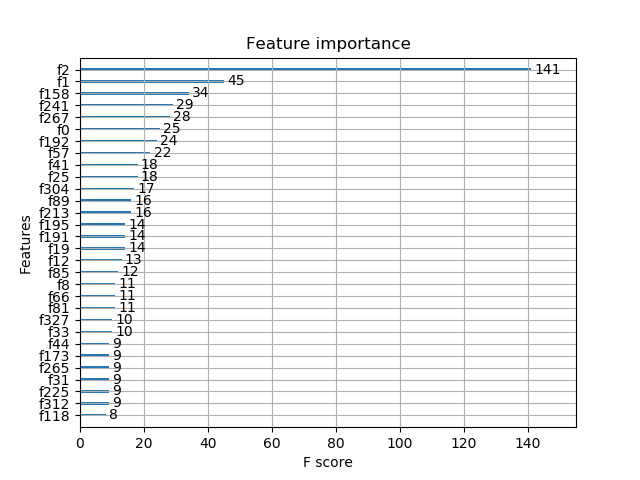 Feature importance
Features
f2 141
f1 45
f158 34
f241 29
f267 28
f0 25
f192 24
f57 22
f41 18
f25 18
f304 17
f89 16
f213 16
f195 14
f191 14
f19 14
f12 13
f85 12
f8 11
f66 11
f81 11
f327 10
f33 10
f44 9
f173 9
f265 9
f31 9
f225 9
f312 9
f118 8
0 20 40 60 80 100 120 140
F score